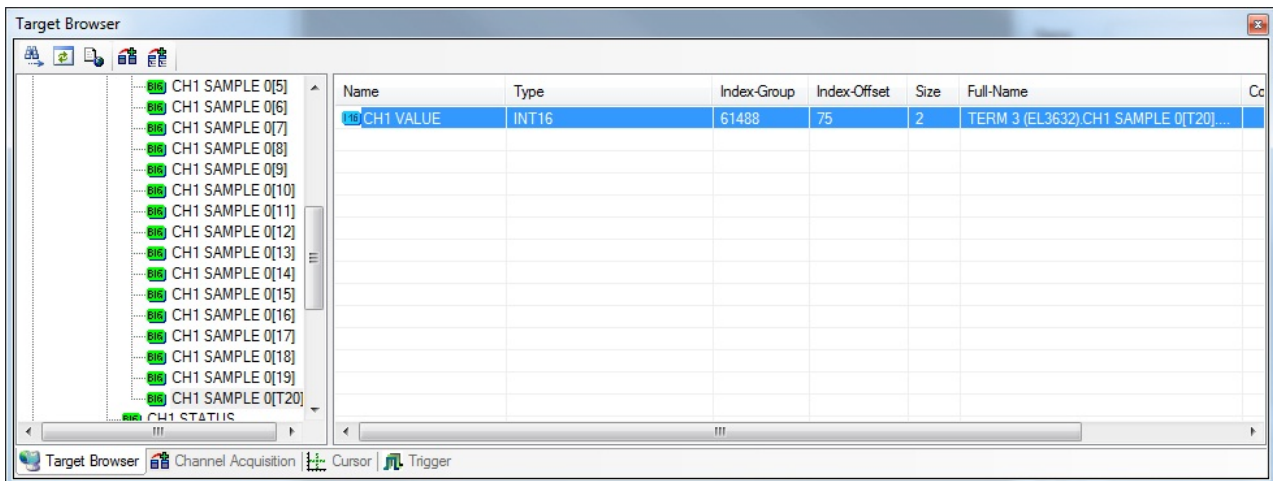 Target Browser
CH1 SAMPLE 0[5]
CH1 SAMPLE 0[6]
CH1 SAMPLE 0[7]
CH1 SAMPLE 0[8]
CH1 SAMPLE 0[9]
CH1 SAMPLE 0[10]
CH1 SAMPLE 0[11]
CH1 SAMPLE 0[12]
CH1 SAMPLE 0[13]
CH1 SAMPLE 0[14]
CH1 SAMPLE 0[15]
CH1 SAMPLE 0[16]
CH1 SAMPLE 0[17]
CH1 SAMPLE 0[18]
CH1 SAMPLE 0[19]
CH1 SAMPLE 0[T20]
CH1 STATUS
Name Type Index-Group Index-Offset Size Full-Name Co
CH1 VALUE INT16 61488 75 2 TERM 3 (EL3632).CH1 SAMPLE 0[T20]....
Target Browser Channel Acquisition Cursor Trigger